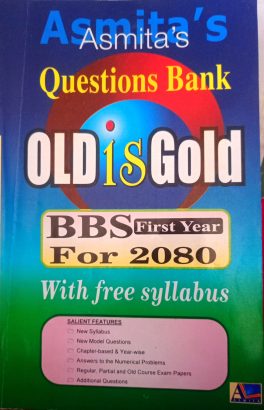 Asmita's
Asmita's
Questions Bank
OLD is Gold
BBS First Year
For 2080
With free syllabus
SALIENT FEATURES
New Syllabus
New Model Questions
Chapter-based & Year-wise
Answers to the Numerical Problems
Regular, Partial and Old Course Exam Papers
Additional Questions